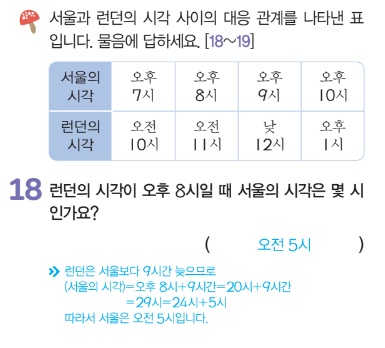 서울과 런던의 시각 사이의 대응 관계를 나타낸 표
입니다. 물음에 답하세요. [18~19]
서울의 시각 오후 7시 오후 8시 오후 9시 오후 10시
런던의 시각 오전 10시 오전 11시 낮 12시 오후 1시
18 런던의 시각이 오후 8시일 때 서울의 시각은 몇 시
인가요?
( 오전 5시 )
런던은 서울보다 9시간 늦으므로
(서울의 시각)=오후 8시+9시간=20시+9시간
=29시=24시+5시
따라서 서울은 오전 5시입니다.